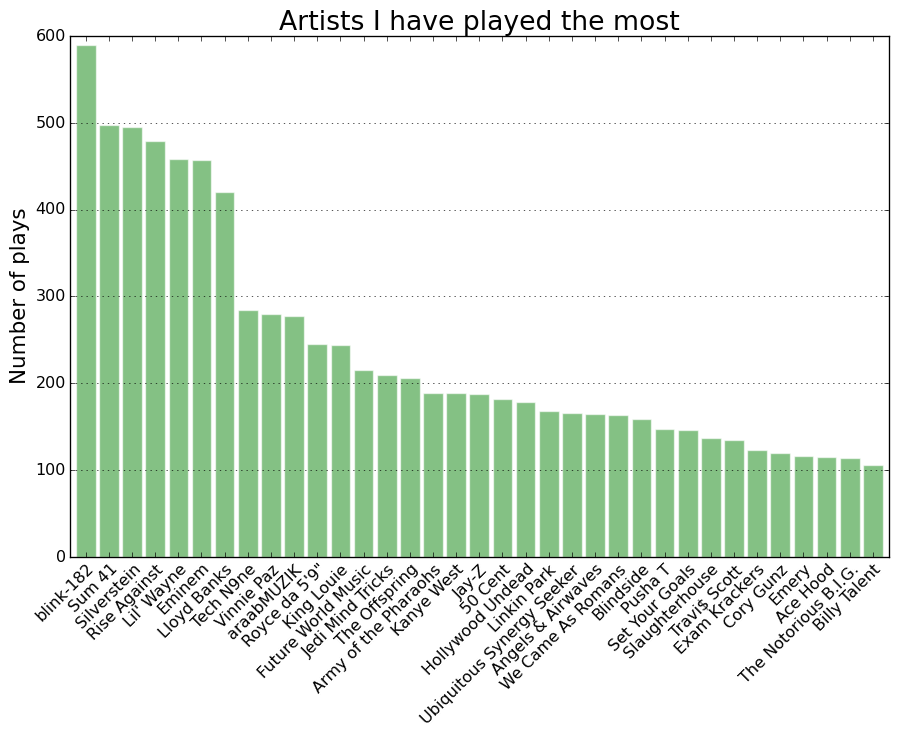 Artists I have played the most
Number of plays
600
500
400
300
200
100
0
blink-182
Sum 41
Silverstein
Rise Against
Lil' Wayne
Eminem
Lloyd Banks
Tech N9ne
Vinnie Paz
araabMUZIK
Royce da 5'9"
King Louie
Future World Music
Jedi Mind Tricks
The Offspring
Army of the Pharaohs
Kanye West
Jay-Z
50 Cent
Hollywood Undead
Linkin Park
Ubiquitous Synergy Seeker
Angels & Airwaves
We Came As Romans
Blindside
Pusha T
Set Your Goals
Slaughterhouse
Travi$ Scott
Exam Krackers
Cory Gunz
Emery
Ace Hood
The Notorious B.I.G.
Billy Talent